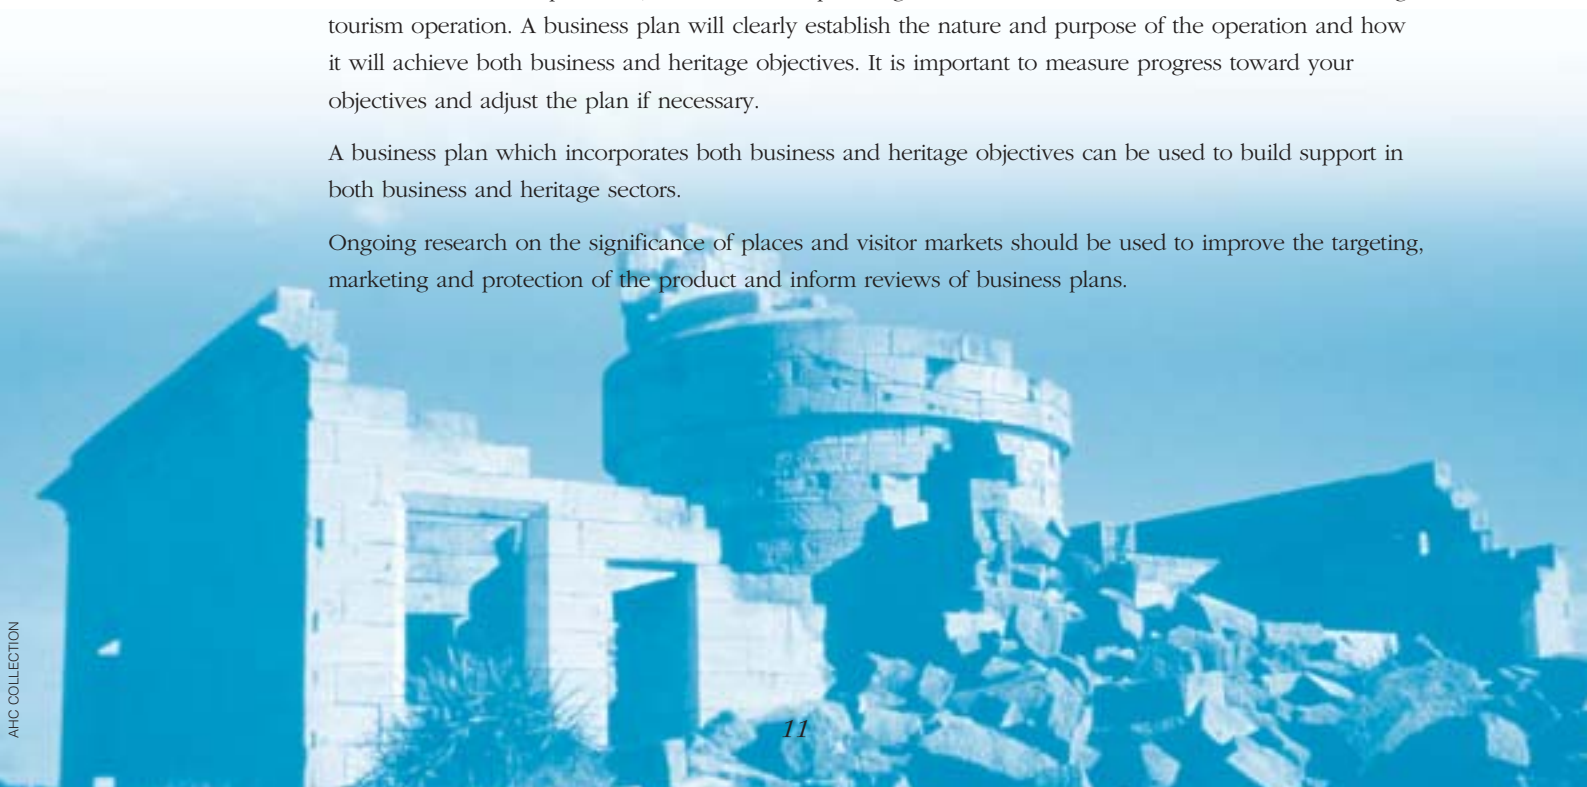 tourism operation. A business plan will clearly establish the nature and purpose of the operation and how
it will achieve both business and heritage objectives. It is important to measure progress toward your
objectives and adjust the plan if necessary.
A business plan which incorporates both business and heritage objectives can be used to build support in
both business and heritage sectors.
Ongoing research on the significance of places and visitor markets should be used to improve the targeting,
marketing and protection of the product and inform reviews of business plans.
AHC COLLECTION
11